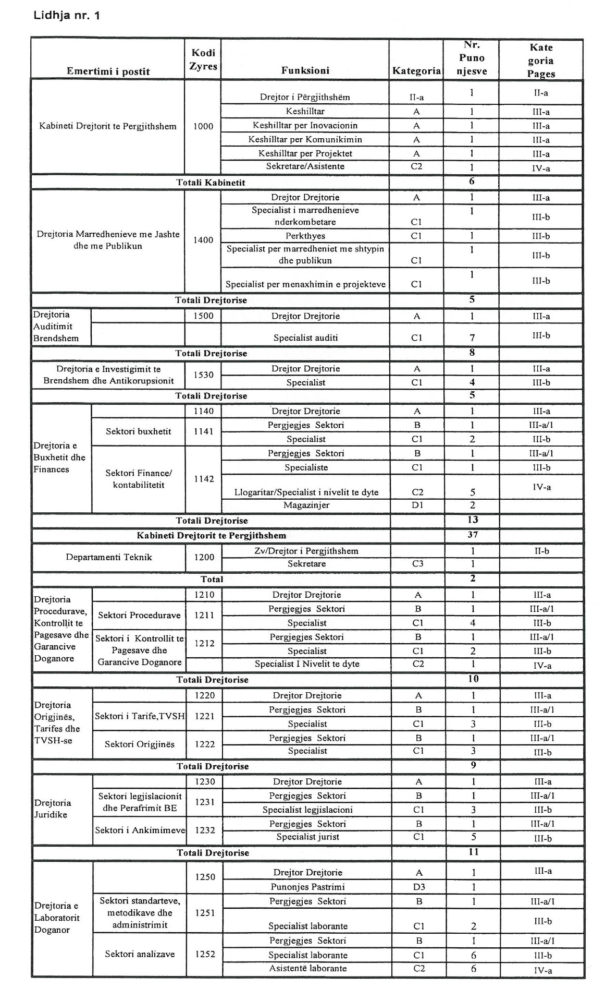 Lidhja nr. 1
Emertimi i postit | Kodi Zyres | Funksioni | Kategoria | Nr. Puno njesve | Kate goria Pages
Kabineti Drejtorit te Pergjithshem | 1000 | Drejtor i Përgjithshëm | II-a | 1 | II-a
Keshilltar | A | 1 | III-a
Keshilltar per Inovacionin | A | 1 | III-a
Keshilltar per Komunikimin | A | 1 | III-a
Keshilltar per Projektet | A | 1 | III-a
Sekretare/Asistente | C2 | 1 | IV-a
Totali Kabinetit | 6
Drejtoria Marredhenieve me Jashte dhe me Publikun | 1400 | Drejtor Drejtorie | A | 1 | III-a
Specialist i marredhenieve nderkombetare | C1 | 1 | III-b
Perkthyes | C1 | 1 | III-b
Specialist per marredheniet me shtypin dhe publikun | C1 | 1 | III-b
Specialist per menaxhimin e projekteve | C1 | 1 | III-b
Totali Drejtorise | 5
Drejtoria Auditimit Brendshem | 1500 | Drejtor Drejtorie | A | 1 | III-a
Specialist auditi | C1 | 7 | III-b
Totali Drejtorise | 8
Drejtoria e Investigimit te Brendshem dhe Antikorupsionit | 1530 | Drejtor Drejtorie | A | 1 | III-a
Specialist | C1 | 4 | III-b
Totali Drejtorise | 5
Drejtoria e Buxhetit dhe Finances | 1140 | Drejtor Drejtorie | A | 1 | III-a
Sektori buxhetit | 1141 | Pergjegjes Sektori | B | 1 | III-a/1
Specialist | C1 | 2 | III-b
Sektori Finance/ kontabilitetit | 1142 | Pergjegjes Sektori | B | 1 | III-a/1
Specialiste | C1 | 1 | III-b
Llogaritar/Specialist i nivelit te dyte | C2 | 5 | IV-a
Magazinjer | D1 | 2
Totali Drejtorise | 13
Kabineti Drejtorit te Pergjithshem | 37
Departamenti Teknik | 1200 | Zv/Drejtor i Pergjithshem | 1 | II-b
Sekretare | C3 | 1
Total | 2
Drejtoria Procedurave, Kontrollit te Pagesave dhe Garancive Doganore | 1210 | Drejtor Drejtorie | A | 1 | III-a
Sektori Procedurave | 1211 | Pergjegjes Sektori | B | 1 | III-a/1
Specialist | C1 | 4 | III-b
Sektori i Kontrollit te Pagesave dhe Garancive Doganore | 1212 | Pergjegjes Sektori | B | 1 | III-a/1
Specialist | C1 | 2 | III-b
Specialist I Nivelit te dyte | C2 | 1 | IV-a
Totali Drejtorise | 10
Drejtoria Origjinës, Tarifes dhe TVSH-se | 1220 | Drejtor Drejtorie | A | 1 | III-a
Sektori i Tarife,TVSH | 1221 | Pergjegjes Sektori | B | 1 | III-a/1
Specialist | C1 | 3 | III-b
Sektori Origjinës | 1222 | Pergjegjes Sektori | B | 1 | III-a/1
Specialist | C1 | 3 | III-b
Totali Drejtorise | 9
Drejtoria Juridike | 1230 | Drejtor Drejtorie | A | 1 | III-a
Sektori legjislacionit dhe Perafrimit BE | 1231 | Pergjegjes Sektori | B | 1 | III-a/1
Specialist legjislacioni | C1 | 3 | III-b
Sektori i Ankimimeve | 1232 | Pergjegjes Sektori | B | 1 | III-a/1
Specialist jurist | C1 | 5 | III-b
Totali Drejtorise | 11
Drejtoria e Laboratorit Doganor | 1250 | Drejtor Drejtorie | A | 1 | III-a
Punonjes Pastrimi | D3 | 1
Sektori standarteve, metodikave dhe administrimit | 1251 | Pergjegjes Sektori | B | 1 | III-a/1
Specialist laborante | C1 | 2 | III-b
Sektori analizave | 1252 | Pergjegjes Sektori | B | 1 | III-a/1
Specialist laborante | C1 | 6 | III-b
Asistentë laborante | C2 | 6 | IV-a